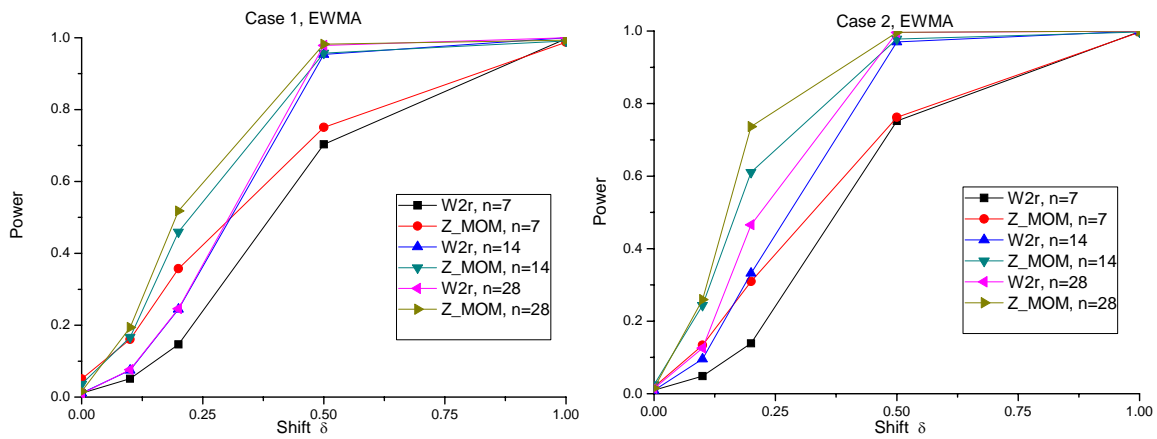 Case 1, EWMA
1.0
0.8
0.6
0.4
0.2
0.0
Power
0.00
0.25
0.50
0.75
1.00
Shift δ
W2r, n=7
Z_MOM, n=7
W2r, n=14
Z_MOM, n=14
W2r, n=28
Z_MOM, n=28
Case 2, EWMA
1.0
0.8
0.6
0.4
0.2
0.0
Power
0.00
0.25
0.50
0.75
1.00
Shift δ
W2r, n=7
Z_MOM, n=7
W2r, n=14
Z_MOM, n=14
W2r, n=28
Z_MOM, n=28